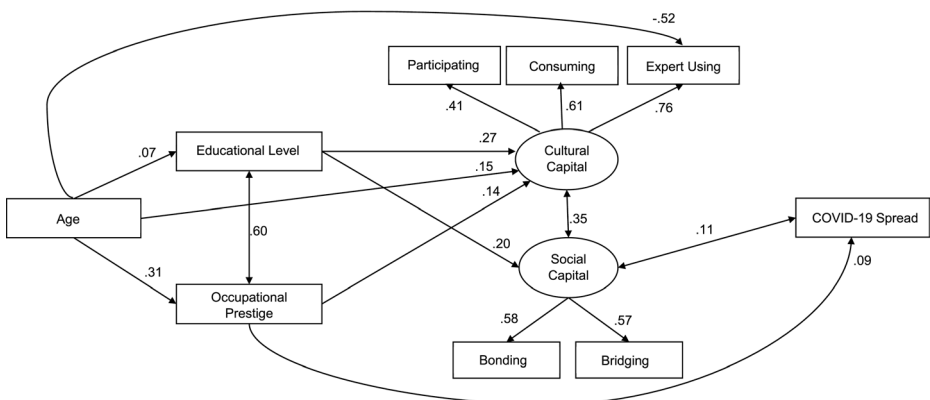 -.52
Participating
Consuming
Expert Using
.41
.61
.76
.07
Educational Level
.27
Cultural
Capital
.15
.14
Age
.60
.35
COVID-19 Spread
.11
.20
.31
Social
Capital
.09
Occupational
Prestige
.58
.57
Bonding
Bridging